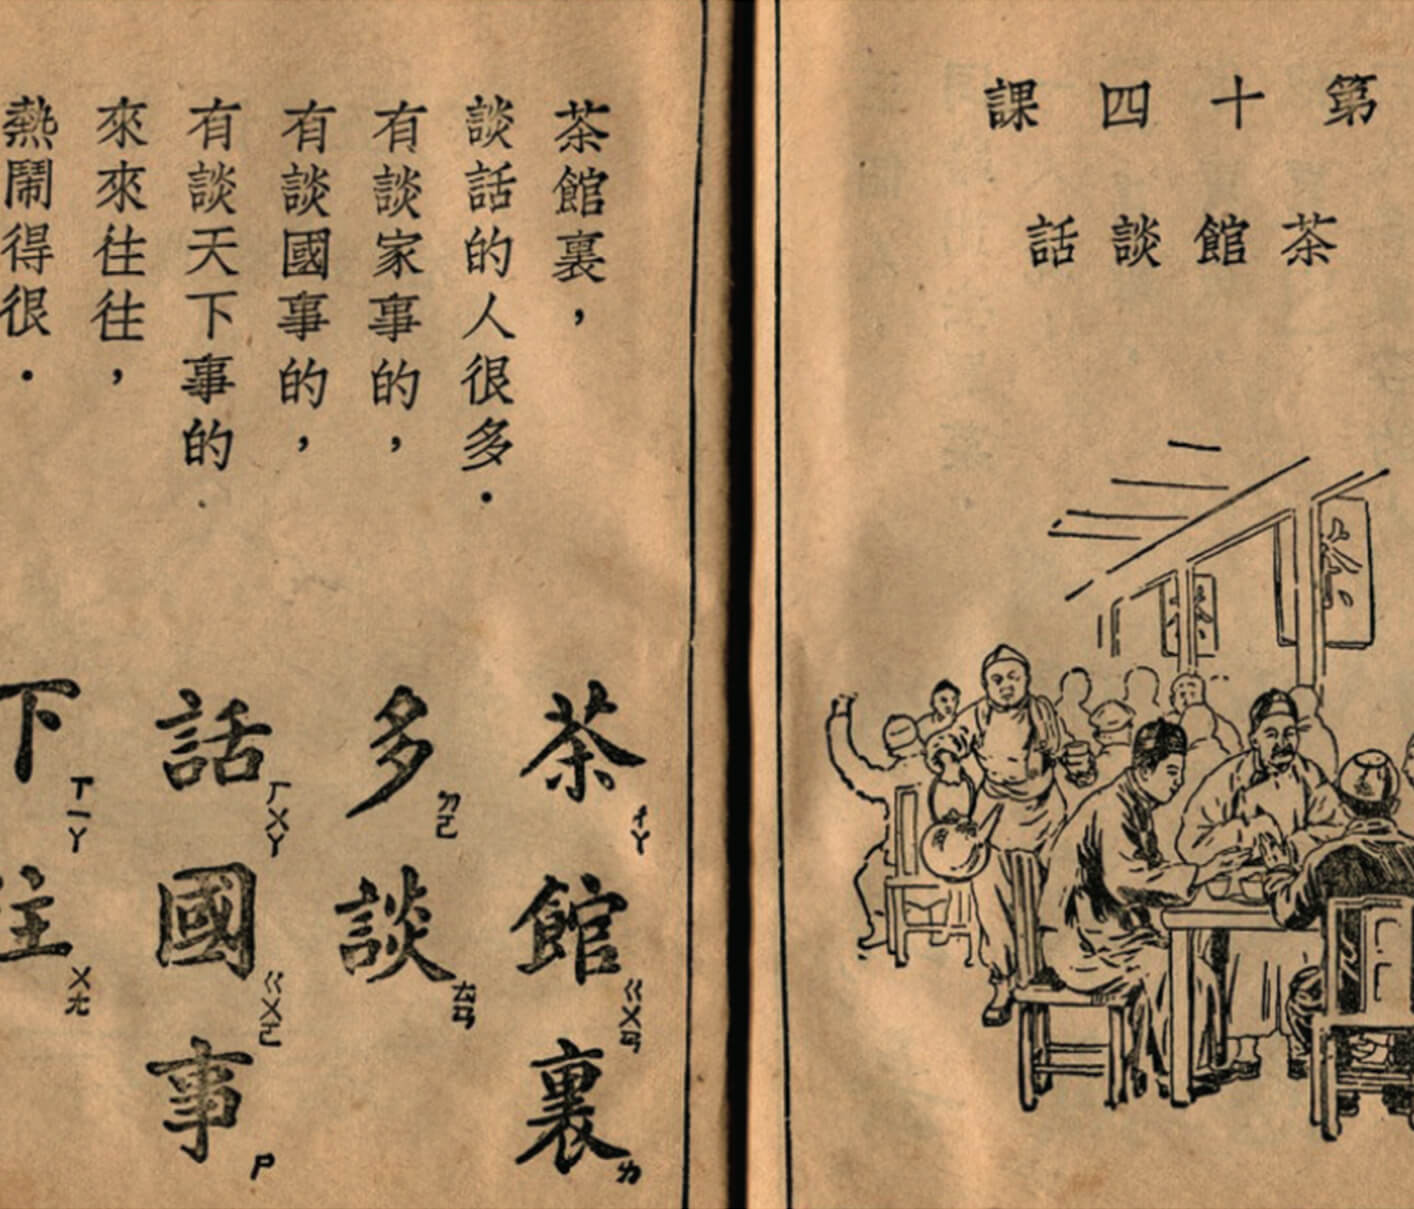 第十四課
茶館談話
茶館裏，
談話的人很多．
有談家事的，
有談國事的，
有談天下事的．
來來往往，
熱鬧得很．
茶 ㄔㄚ
館 ㄍㄨㄢ
裏 ㄌ
多 ㄉㄛ
談 ㄊㄢ
話 ㄏㄨㄚ
國 ㄍㄨㄛ
事 ㄕ
下 ㄒㄧㄚ
往 ㄨㄤ